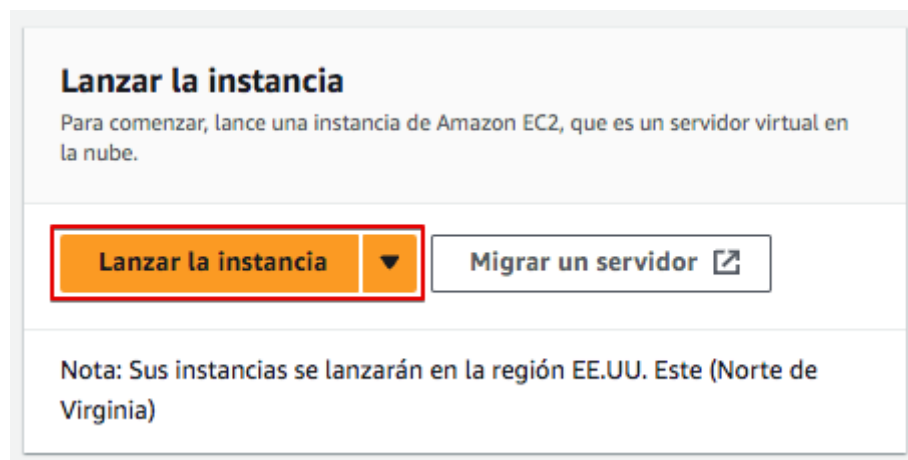 Lanzar la instancia
Para comenzar, lance una instancia de Amazon EC2, que es un servidor virtual en
la nube.
Lanzar la instancia
Migrar un servidor
Nota: Sus instancias se lanzarán en la región EE.UU. Este (Norte de
Virginia)